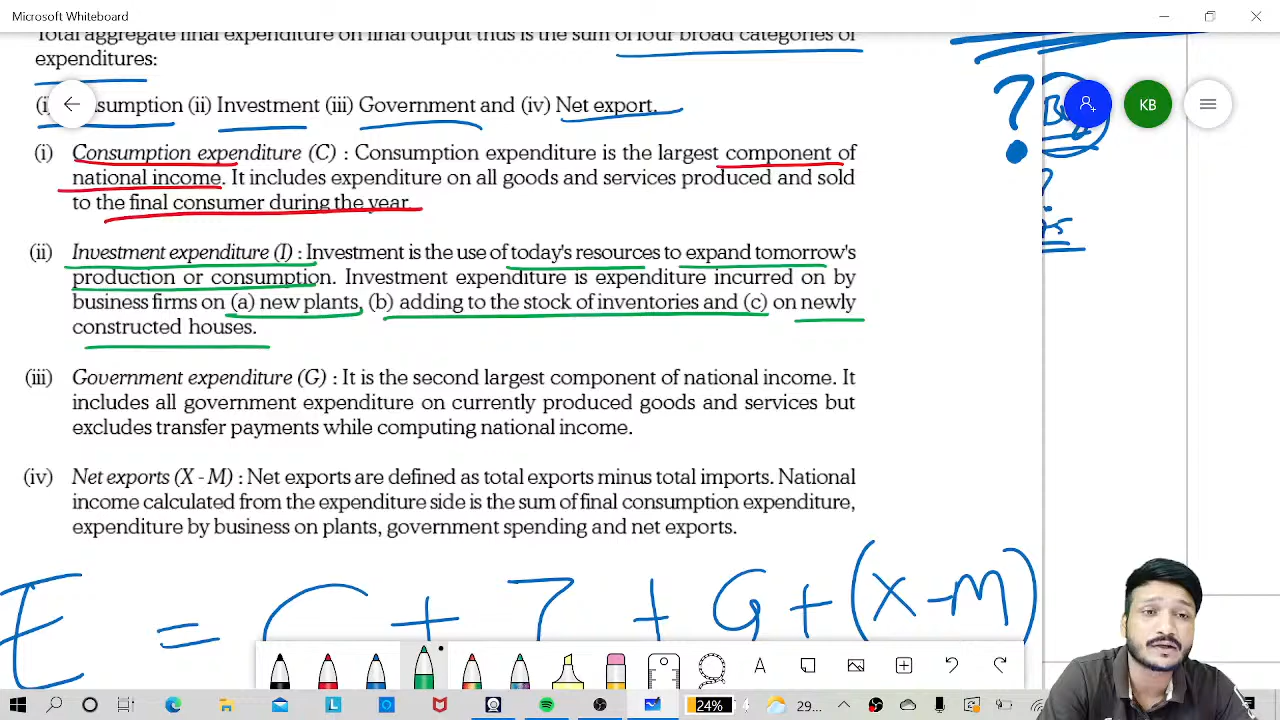 Microsoft Whiteboard
Total aggregate final expenditure on final output thus is the sum of four broad categories of
expenditures:
(i) Consumption (ii) Investment (iii) Government and (iv) Net export.
KB
?
(i) Consumption expenditure (C) : Consumption expenditure is the largest component of
national income. It includes expenditure on all goods and services produced and sold
to the final consumer during the year.
(ii) Investment expenditure (I) : Investment is the use of today's resources to expand tomorrow's
production or consumption. Investment expenditure is expenditure incurred on by
business firms on (a) new plants, (b) adding to the stock of inventories and (c) on newly
constructed houses.
(iii) Government expenditure (G) : It is the second largest component of national income. It
includes all government expenditure on currently produced goods and services but
excludes transfer payments while computing national income.
(iv) Net exports (X - M) : Net exports are defined as total exports minus total imports. National
income calculated from the expenditure side is the sum of final consumption expenditure,
expenditure by business on plants, government spending and net exports.
E = C + I + G + (X-M)
A
24% 29...